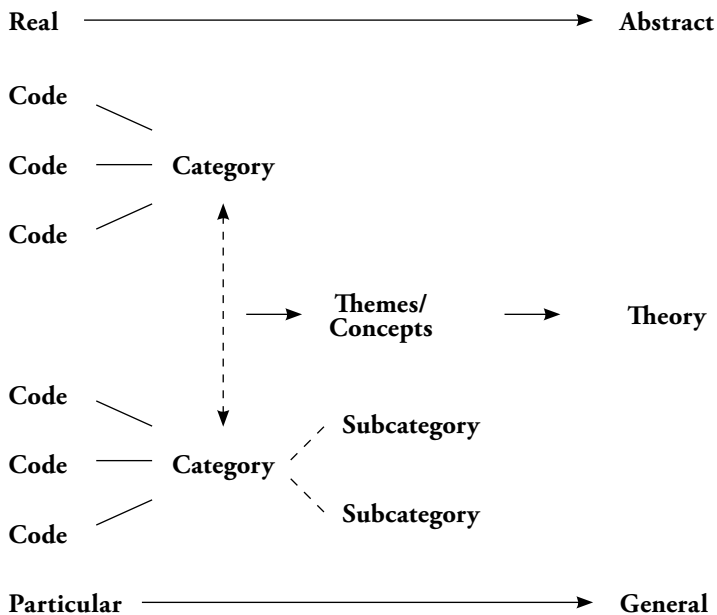 Real Abstract
Code
Code Category
Code
Themes/
Concepts
Theory
Code
Subcategory
Code Category
Subcategory
Code
Particular General